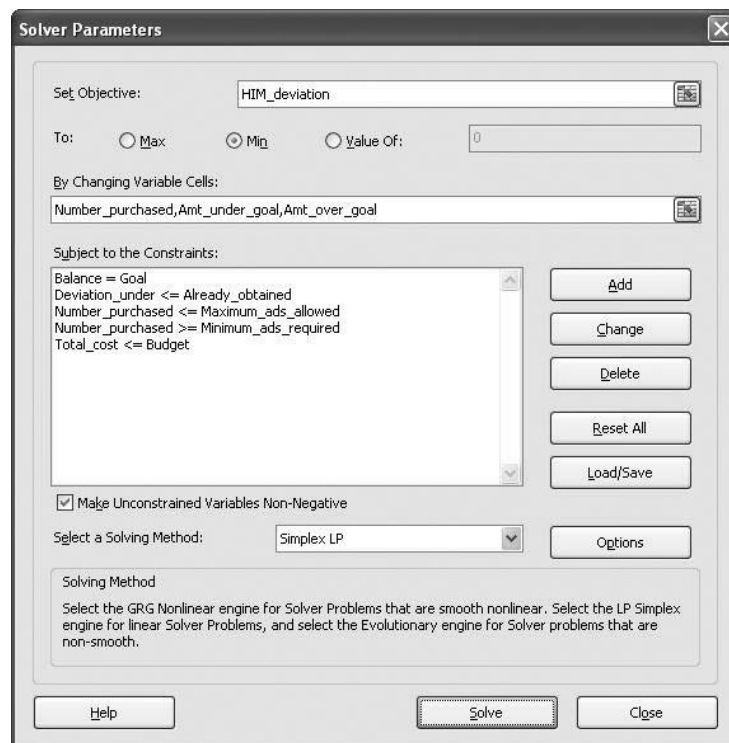 Solver Parameters
Set Objective:
HIM_deviation
To:
Max
Min
Value Of:
0
By Changing Variable Cells:
Number_purchased,Amt_under_goal,Amt_over_goal
Subject to the Constraints:
Balance = Goal
Deviation_under <= Already_obtained
Number_purchased <= Maximum_ads_allowed
Number_purchased >= Minimum_ads_required
Total_cost <= Budget
Add
Change
Delete
Reset All
Load/Save
Make Unconstrained Variables Non-Negative
Select a Solving Method:
Simplex LP
Options
Solving Method
Select the GRG Nonlinear engine for Solver Problems that are smooth nonlinear. Select the LP Simplex
engine for linear Solver Problems, and select the Evolutionary engine for Solver problems that are
non-smooth.
Help
Solve
Close